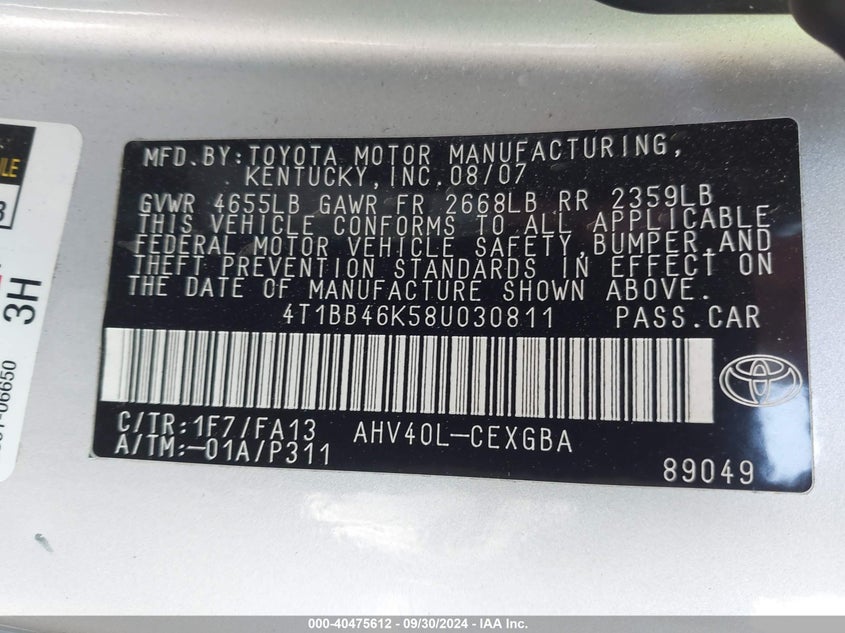 MFD.BY:TOYOTA MOTOR MANUFACTURING,
KENTUCKY,INC.08/07
GVWR 4655LB GAWR FR 2668LB RR 2359LB
THIS VEHICLE CONFORMS TO ALL APPLICABLE
FEDERAL MOTOR VEHICLE SAFETY,BUMPER,AND
THEFT PREVENTION STANDARDS IN EFFECT ON
THE DATE OF MANUFACTURE SHOWN ABOVE.
4T1BB46K58U030811 PASS.CAR
C/TR:1F7/FA13 AHV40L-CEXGBA
A/TM:-01A/P311
89049
3H
000-40475612 - 09/30/2024 - IAA Inc.